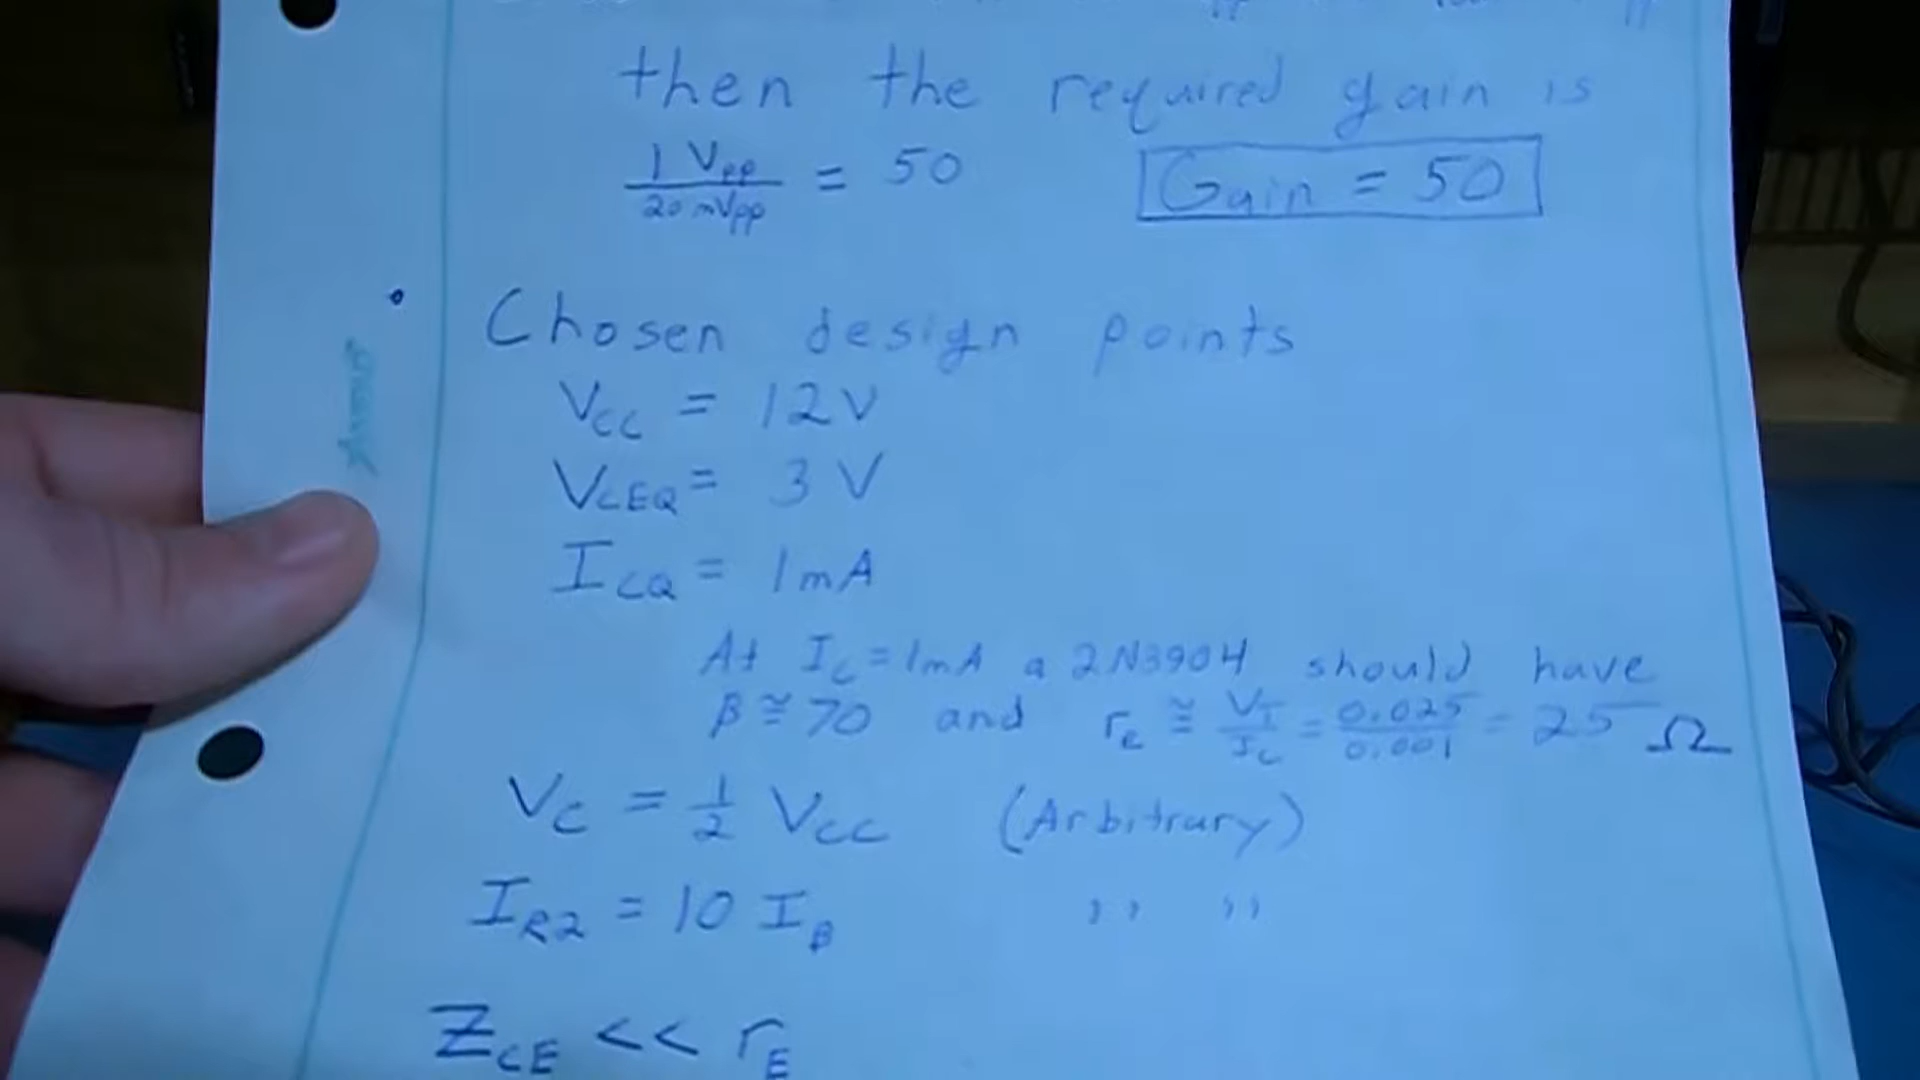 then the required gain is
1 Vpp / 20 mVpp = 50
Gain = 50
• Chosen design points
VCC = 12V
VCEQ = 3 V
ICQ = 1mA
At IC = 1mA a 2N3904 should have
β ≅ 70 and re ≅ VT / IC = 0.025 / 0.001 = 25 Ω
VC = 1/2 VCC (Arbitrary)
IR2 = 10 IB ,, ,,
ZCE << rE